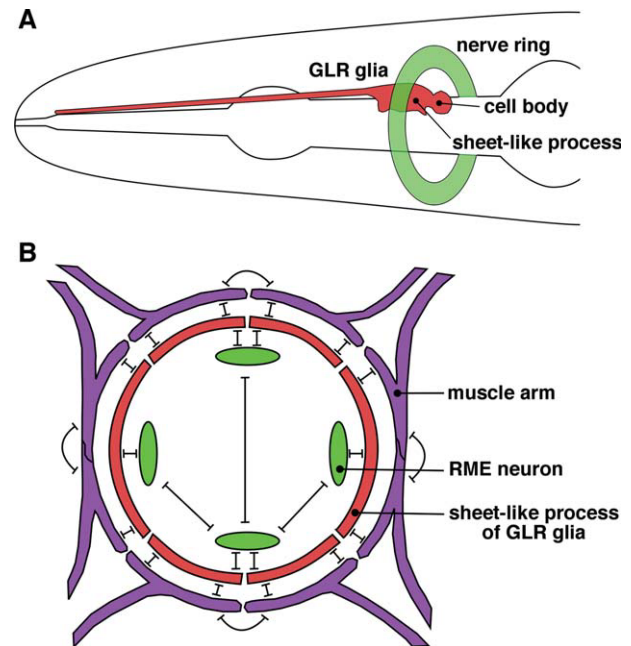 A
nerve ring
GLR glia
cell body
sheet-like process
B
muscle arm
RME neuron
sheet-like process
of GLR glia